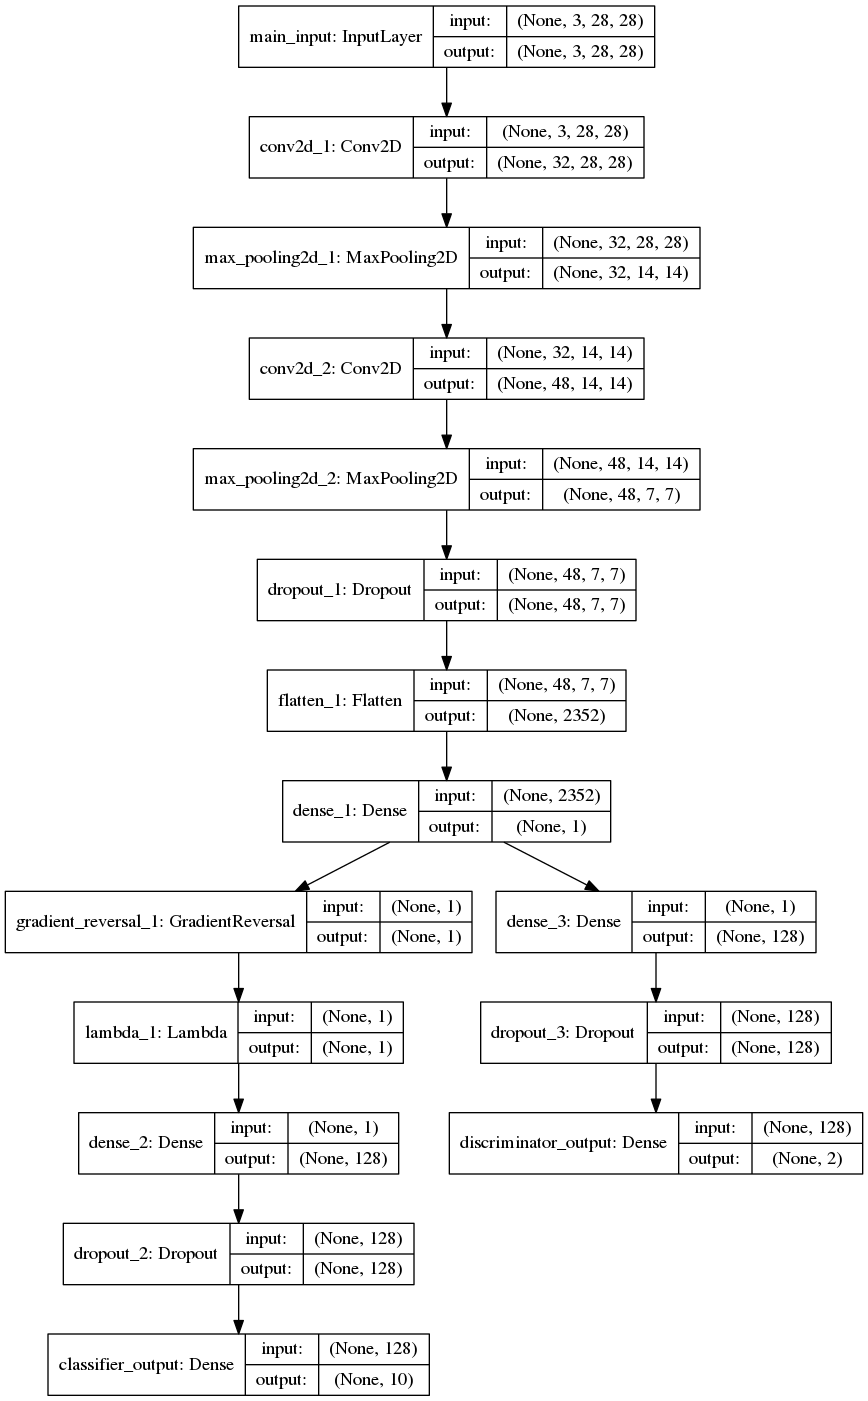 main_input: InputLayer
input: (None, 3, 28, 28)
output: (None, 3, 28, 28)
conv2d_1: Conv2D
input: (None, 3, 28, 28)
output: (None, 32, 28, 28)
max_pooling2d_1: MaxPooling2D
input: (None, 32, 28, 28)
output: (None, 32, 14, 14)
conv2d_2: Conv2D
input: (None, 32, 14, 14)
output: (None, 48, 14, 14)
max_pooling2d_2: MaxPooling2D
input: (None, 48, 14, 14)
output: (None, 48, 7, 7)
dropout_1: Dropout
input: (None, 48, 7, 7)
output: (None, 48, 7, 7)
flatten_1: Flatten
input: (None, 48, 7, 7)
output: (None, 2352)
dense_1: Dense
input: (None, 2352)
output: (None, 1)
gradient_reversal_1: GradientReversal
input: (None, 1)
output: (None, 1)
dense_3: Dense
input: (None, 1)
output: (None, 128)
lambda_1: Lambda
input: (None, 1)
output: (None, 1)
dropout_3: Dropout
input: (None, 128)
output: (None, 128)
dense_2: Dense
input: (None, 1)
output: (None, 128)
discriminator_output: Dense
input: (None, 128)
output: (None, 2)
dropout_2: Dropout
input: (None, 128)
output: (None, 128)
classifier_output: Dense
input: (None, 128)
output: (None, 10)